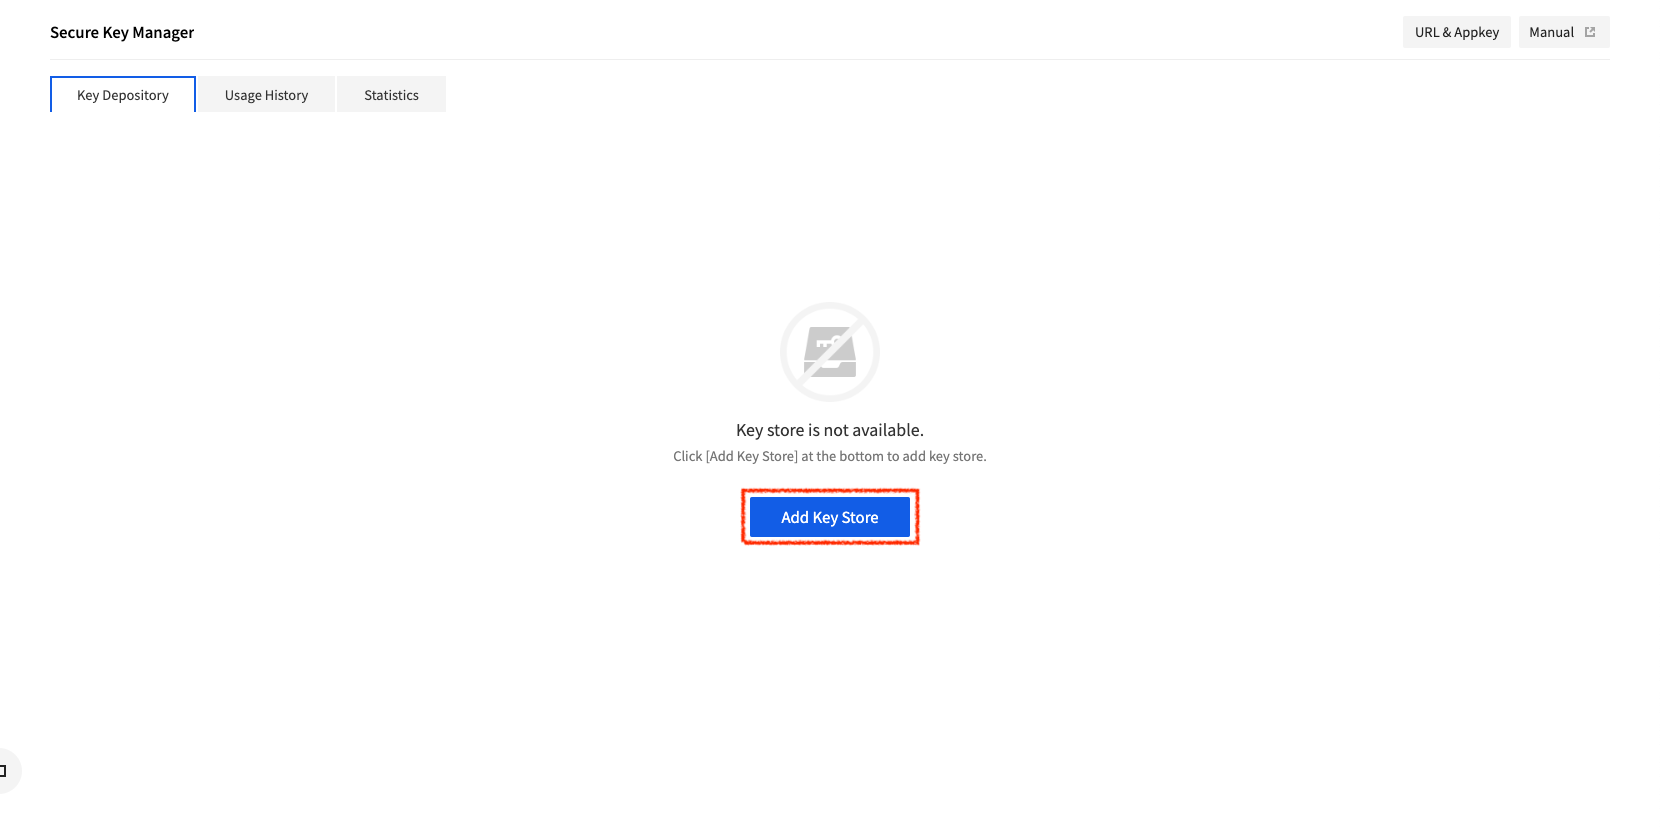 Secure Key Manager
URL & Appkey
Manual
Key Depository
Usage History
Statistics
Key store is not available.
Click [Add Key Store] at the bottom to add key store.
Add Key Store